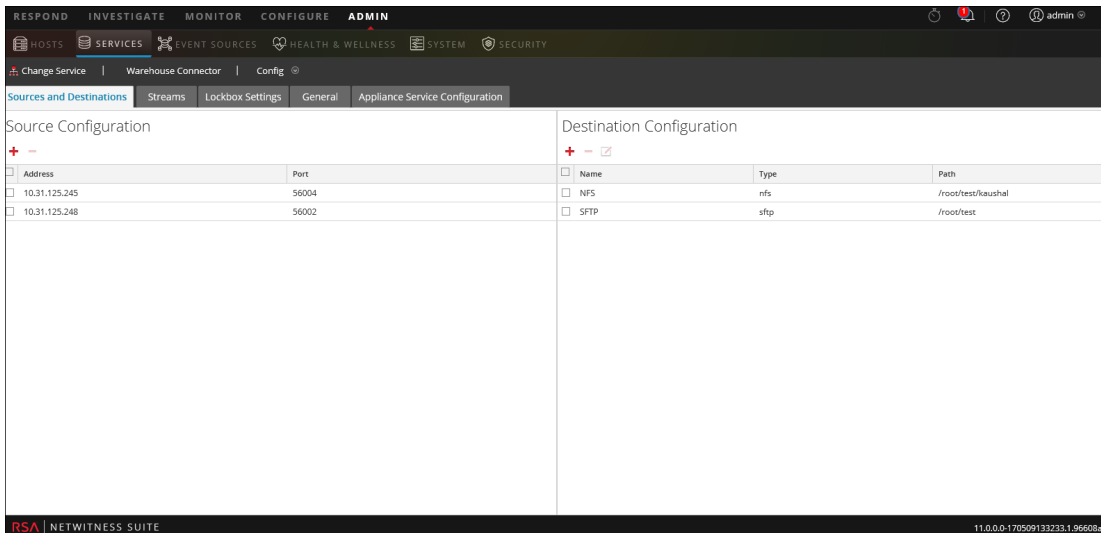 RESPOND INVESTIGATE MONITOR CONFIGURE ADMIN 1 ? admin
HOSTS SERVICES EVENT SOURCES HEALTH & WELLNESS SYSTEM SECURITY
Change Service | Warehouse Connector | Config
Sources and Destinations Streams Lockbox Settings General Appliance Service Configuration
Source Configuration
Address Port
10.31.125.245 56004
10.31.125.248 56002
Destination Configuration
Name Type Path
NFS nfs /root/test/kaushal
SFTP sftp /root/test
RSA | NETWITNESS SUITE 11.0.0.0-170509133233.1.96608a